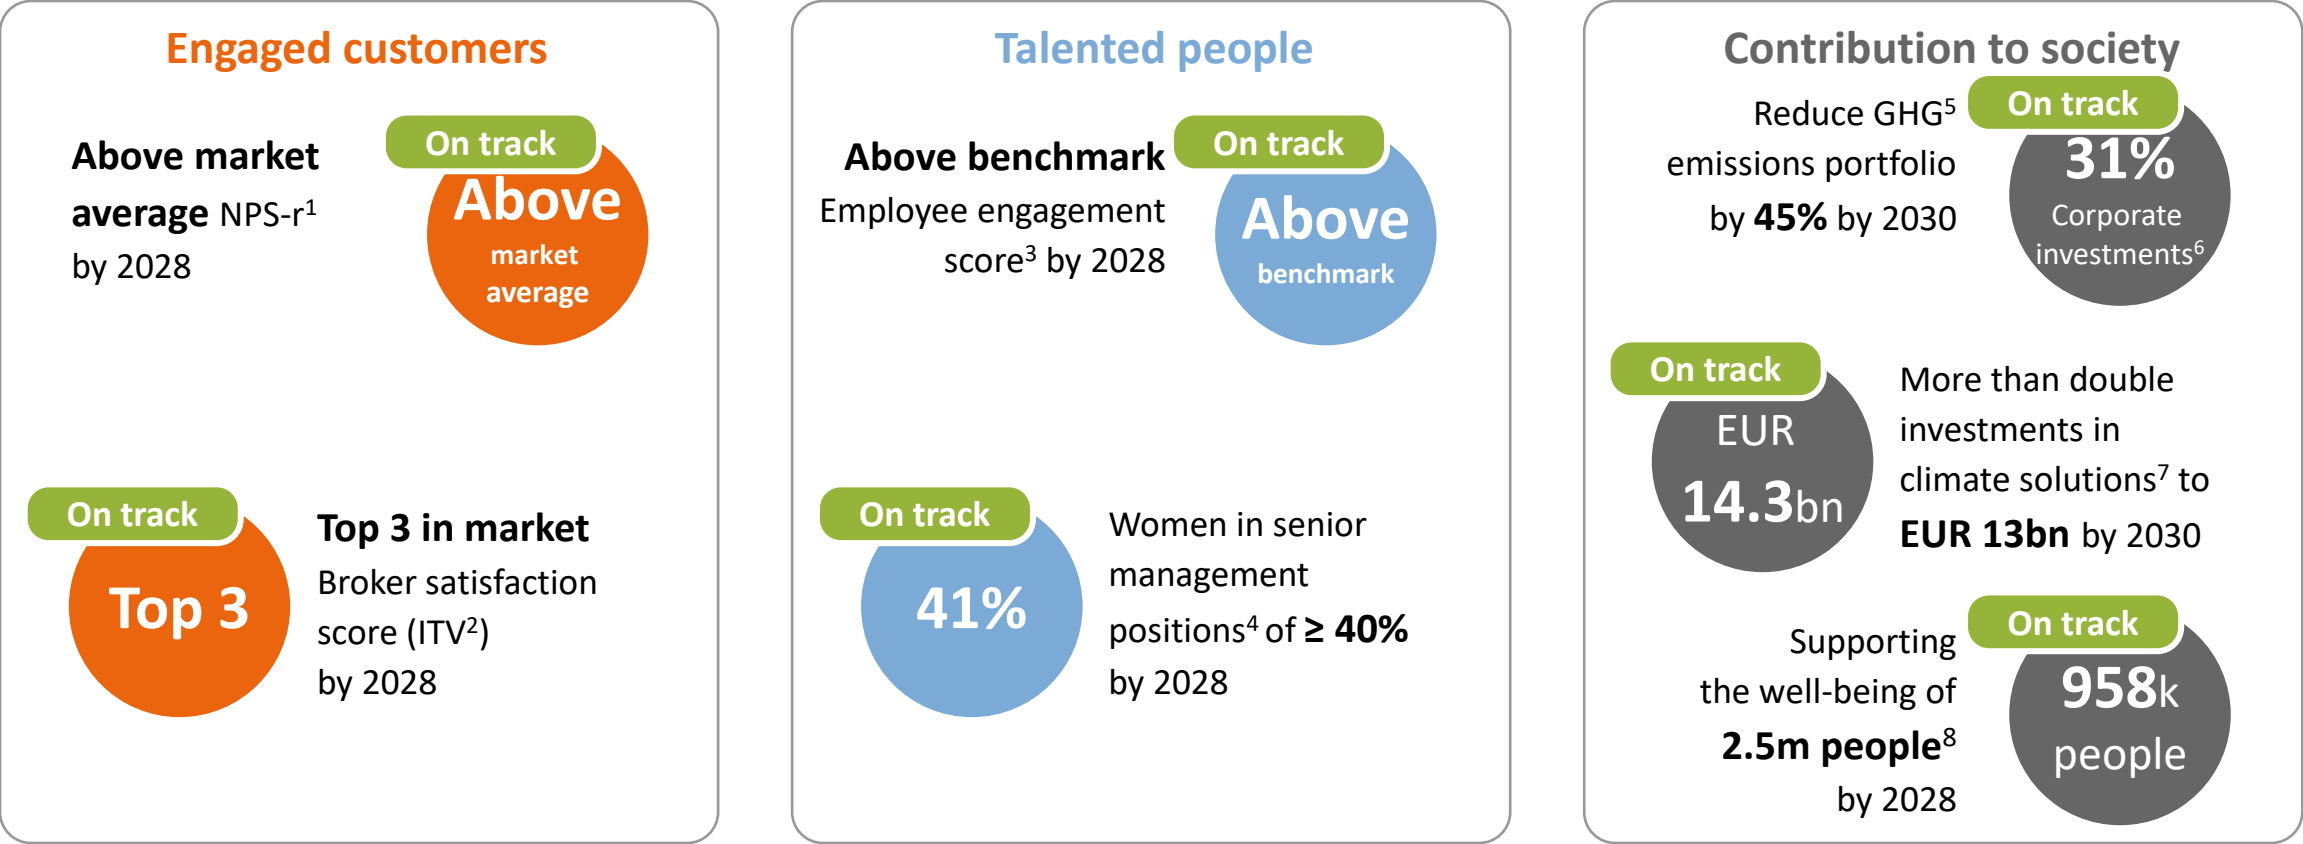 Engaged customers
Above market
average NPS-r¹
by 2028
On track
Above
market
average
On track
Top 3
Top 3 in market
Broker satisfaction
score (ITV²)
by 2028
Talented people
Above benchmark
Employee engagement
score³ by 2028
On track
Above
benchmark
On track
41%
Women in senior
management
positions⁴ of ≥ 40%
by 2028
Contribution to society
Reduce GHG⁵
emissions portfolio
by 45% by 2030
On track
31%
Corporate
investments⁶
On track
EUR
14.3bn
More than double
investments in
climate solutions⁷ to
EUR 13bn by 2030
Supporting
the well-being of
2.5m people⁸
by 2028
On track
958k
people